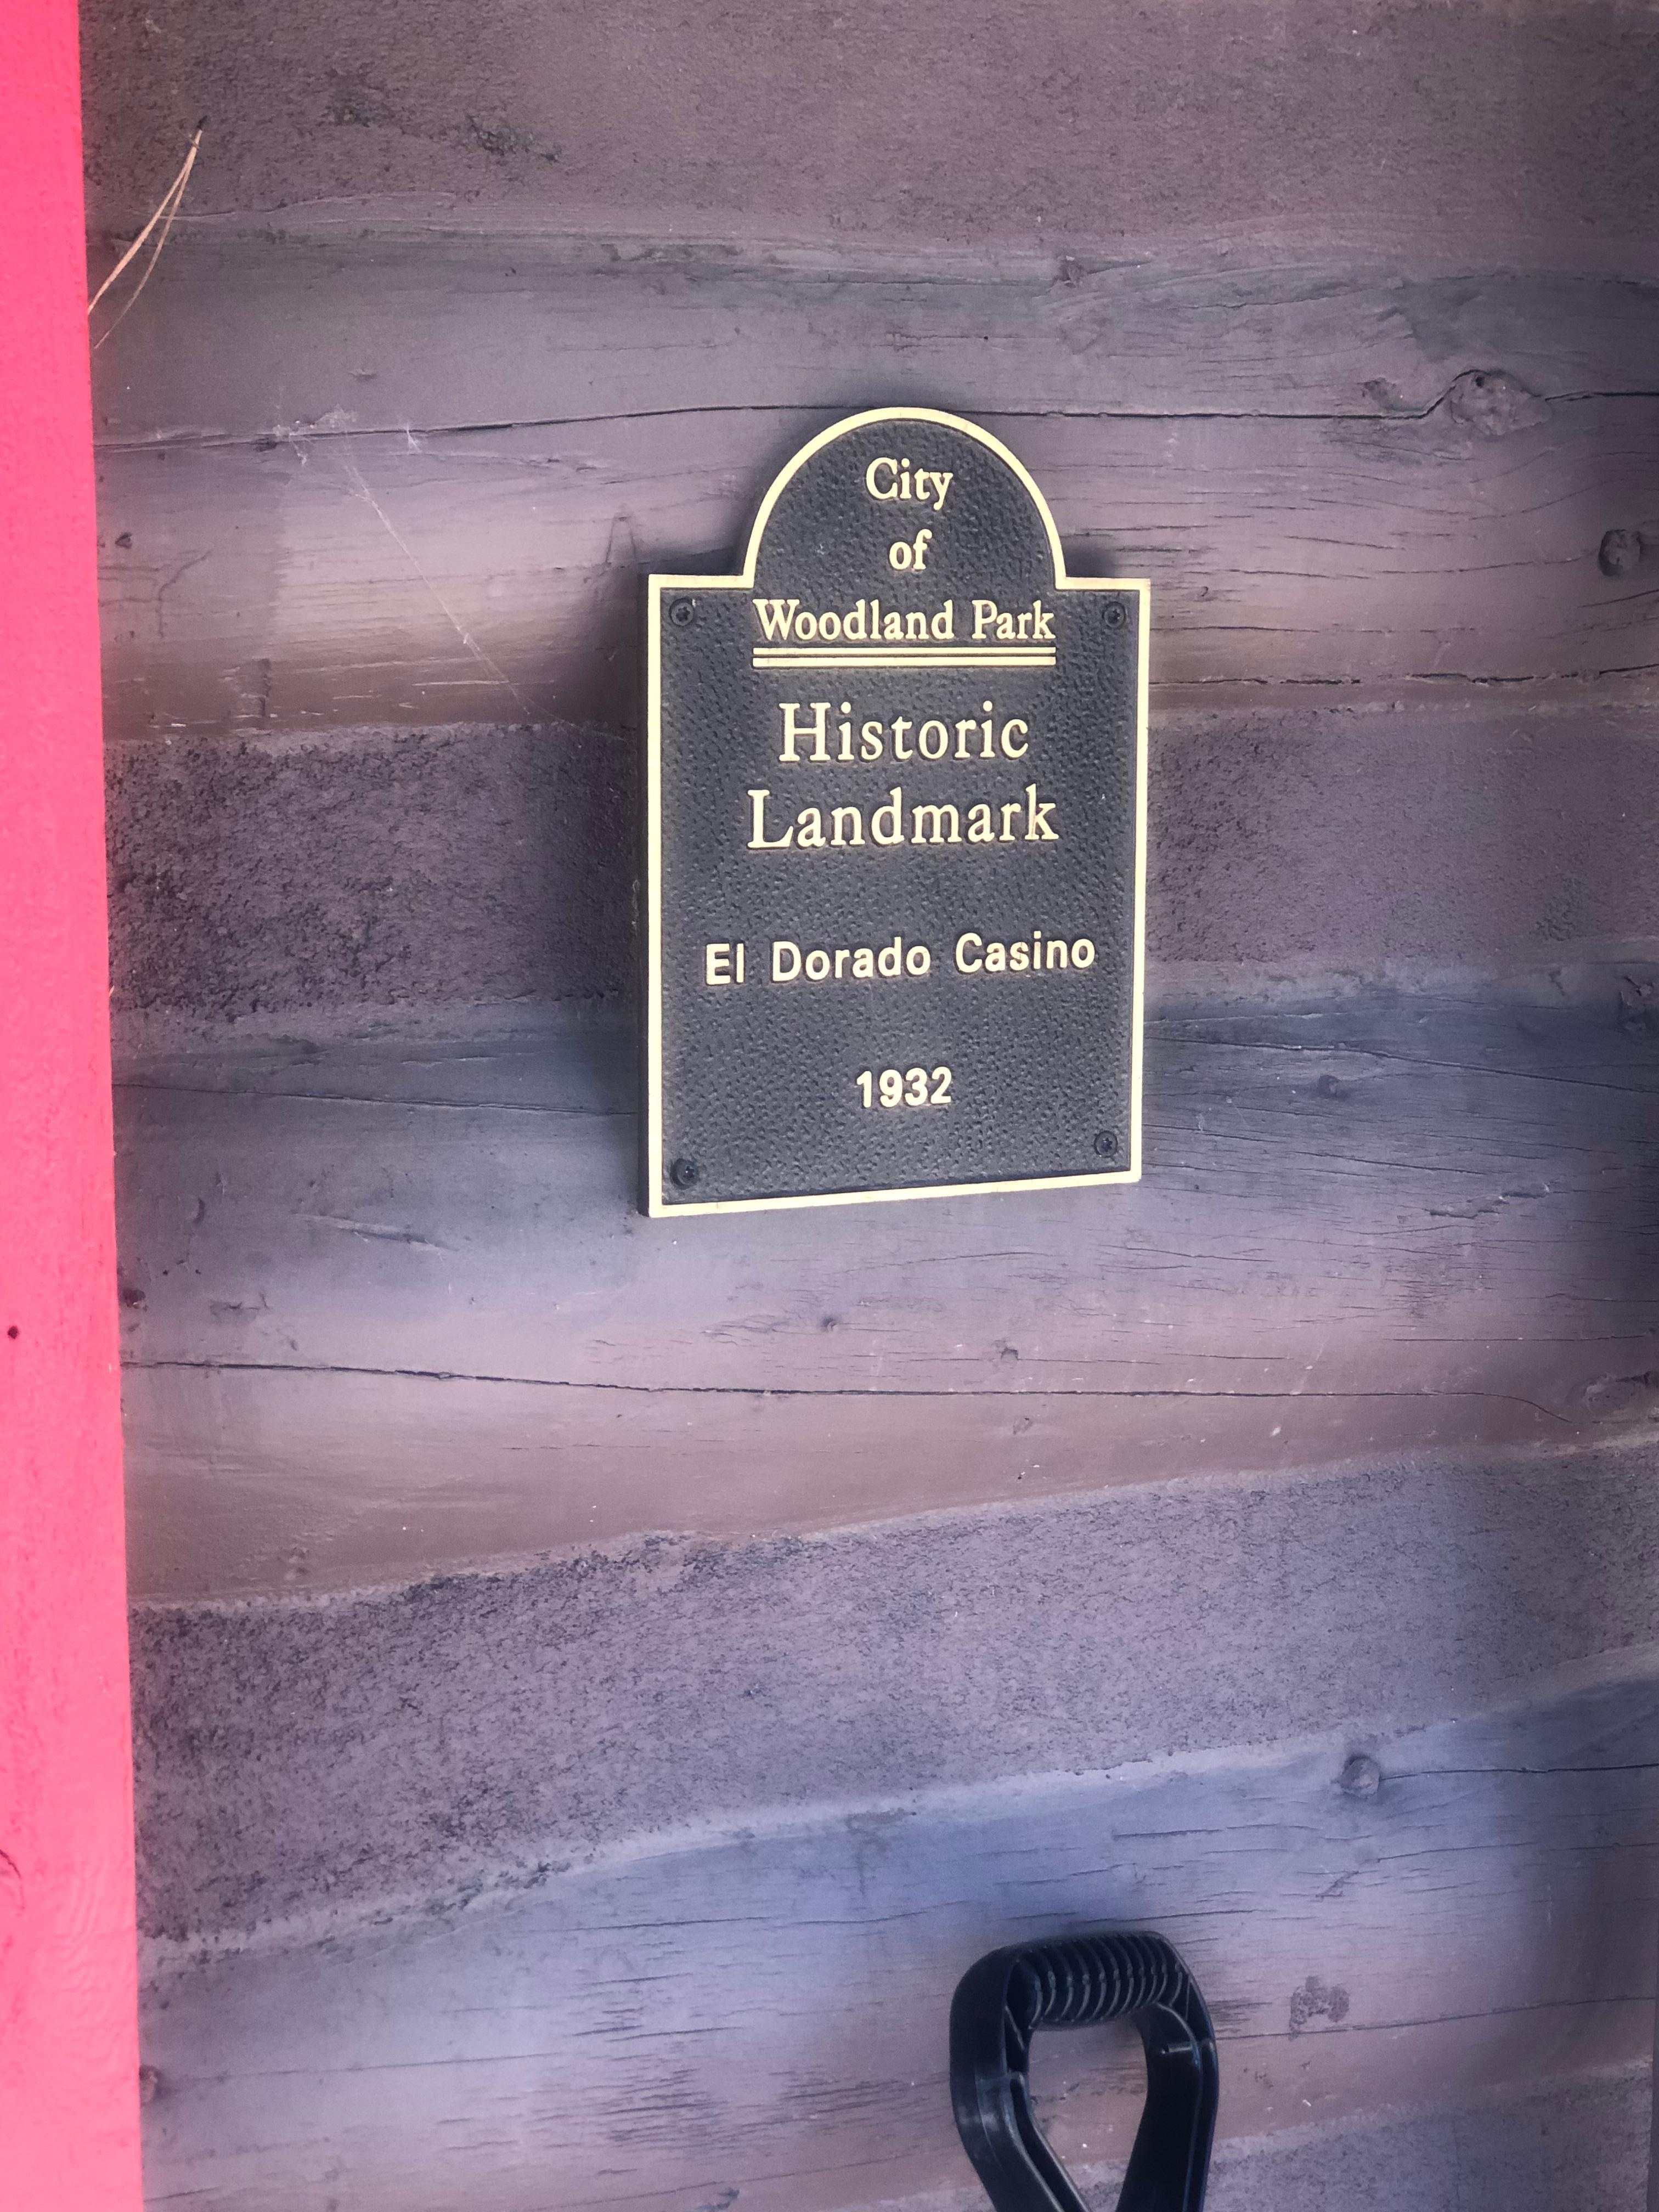 City
of
Woodland Park
Historic
Landmark
El Dorado Casino
1932